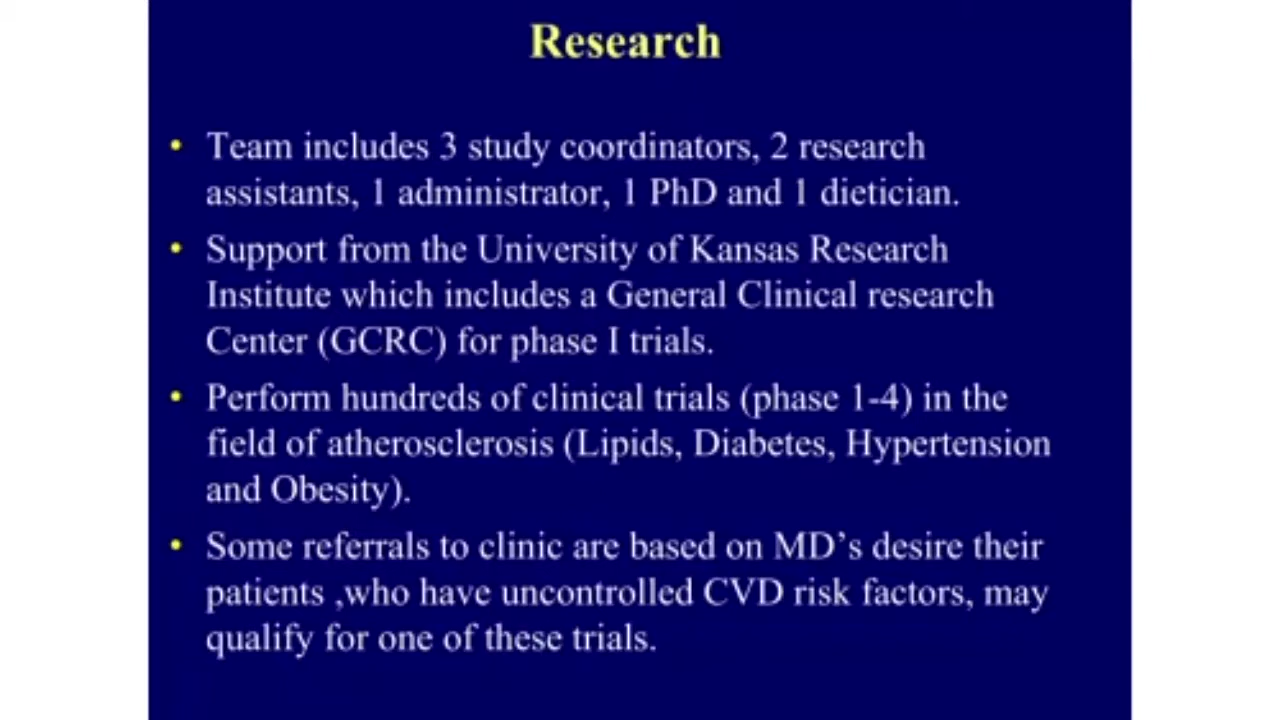 Research
• Team includes 3 study coordinators, 2 research
assistants, 1 administrator, 1 PhD and 1 dietician.
• Support from the University of Kansas Research
Institute which includes a General Clinical research
Center (GCRC) for phase I trials.
• Perform hundreds of clinical trials (phase 1-4) in the
field of atherosclerosis (Lipids, Diabetes, Hypertension
and Obesity).
• Some referrals to clinic are based on MD’s desire their
patients ,who have uncontrolled CVD risk factors, may
qualify for one of these trials.